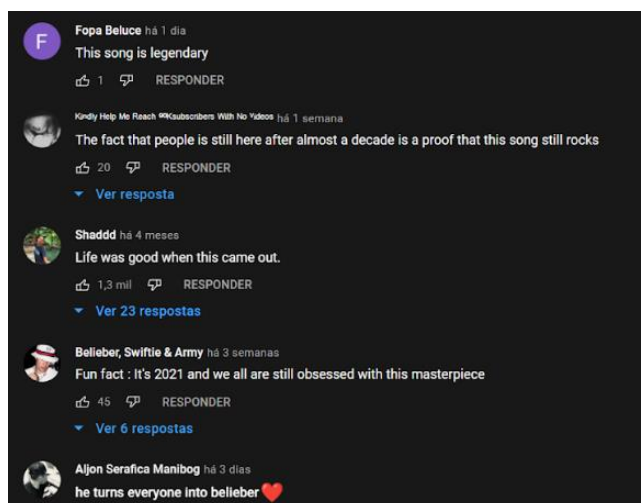 F
Fopa Beluce há 1 dia
This song is legendary
1 RESPONDER
Kindly Help Me Reach Ksubscribers With No Videos há 1 semana
The fact that people is still here after almost a decade is a proof that this song still rocks
20 RESPONDER
Ver resposta
Shaddd há 4 meses
Life was good when this came out.
1,3 mil RESPONDER
Ver 23 respostas
Belieber, Swiftie & Army há 3 semanas
Fun fact : It's 2021 and we all are still obsessed with this masterpiece
45 RESPONDER
Ver 6 respostas
Aljon Serafica Manibog há 3 dias
he turns everyone into belieber ❤️